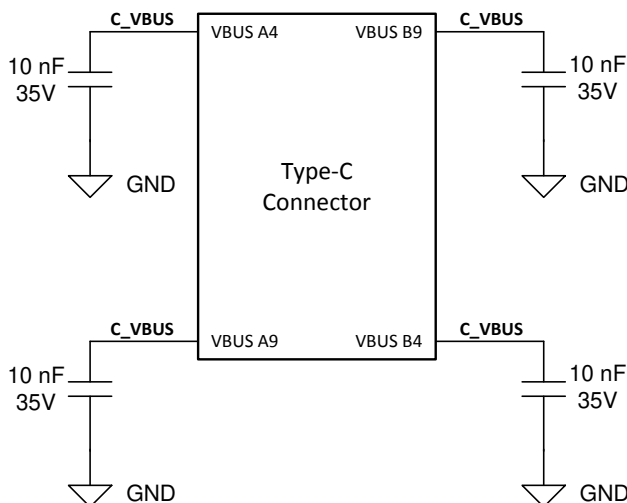 C_VBUS
VBUS A4
VBUS B9
C_VBUS
10 nF
35V
10 nF
35V
GND
Type-C
Connector
GND
C_VBUS
VBUS A9
VBUS B4
C_VBUS
10 nF
35V
10 nF
35V
GND
GND